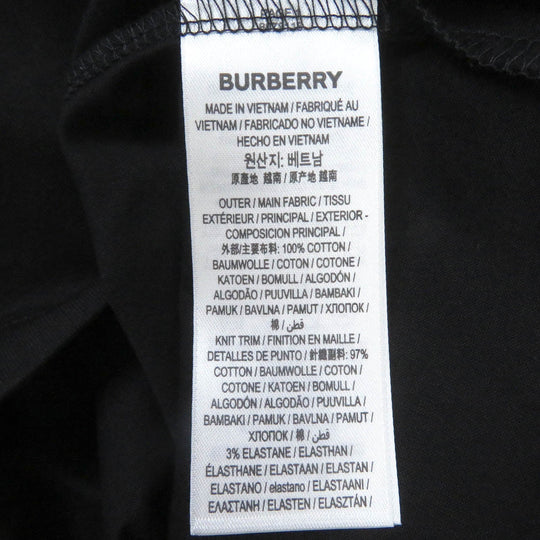 BURBERRY
MADE IN VIETNAM / FABRIQUÉ AU
VIETNAM / FABRICADO NO VIETNAME /
HECHO EN VIETNAM
원산지: 베트남
原產地 越南 / 原产地 越南
OUTER / MAIN FABRIC / TISSU
EXTÉRIEUR / PRINCIPAL / EXTERIOR -
COMPOSICIÓN PRINCIPAL /
外部/主要布料: 100% COTTON /
BAUMWOLLE / COTON / COTONE /
KATOEN / BOMULL / ALGODÓN /
ALGODÃO / PUUVILLA / BAMBAKI /
PAMUK / BAVLNA / PAMUT / ХЛОПОК /
棉 / قطن /
KNIT TRIM / FINITION EN MAILLE /
DETALLES DE PUNTO / 針織副料: 97%
COTTON / BAUMWOLLE / COTON /
COTONE / KATOEN / BOMULL /
ALGODÓN / ALGODÃO / PUUVILLA /
BAMBAKI / PAMUK / BAVLNA / PAMUT /
ХЛОПОК / 棉 / قطن /
3% ELASTANE / ELASTHAN /
ÉLASTHANE / ELASTAAN / ELASTAN /
ELASTANO / elastano / ELASTAANI /
ΕΛΑΣΤΑΝΗ / ELASTEN / ELASZTÁN /